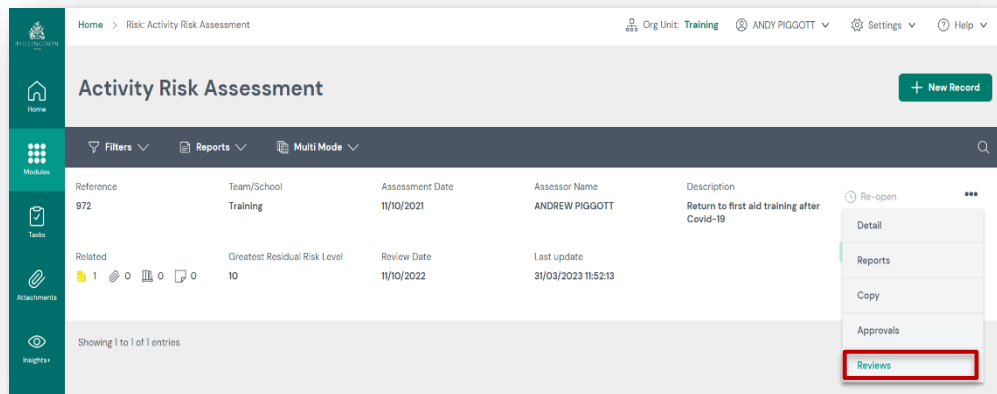 HILLINGDON
Home > Risk: Activity Risk Assessment
Org Unit: Training ANDY PIGGOTT Settings Help
Home
Activity Risk Assessment
+ New Record
Modules
Filters Reports Multi Mode
Reference Team/School Assessment Date Assessor Name Description
972 Training 11/10/2021 ANDREW PIGGOTT Return to first aid training after
Covid-19
Re-open
Tasks
Detail
Related Greatest Residual Risk Level Review Date Last update
1 0 0 0 10 11/10/2022 31/03/2023 11:52:13
Reports
Attachments
Copy
Approvals
Showing 1 to 1 of 1 entries
Insights+
Reviews